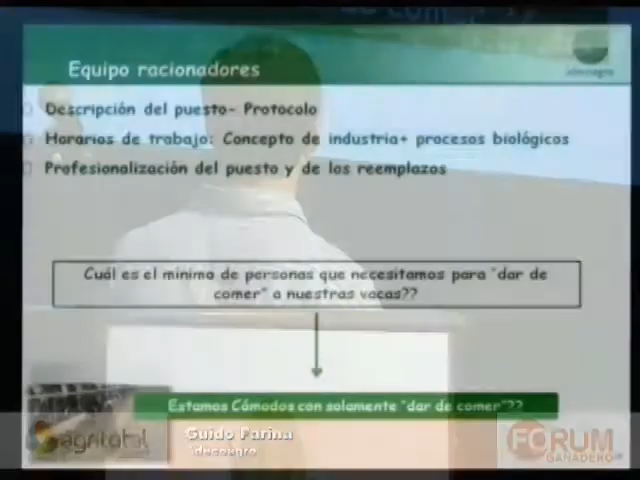 Equipo racionadores
ideonagro
Descripción del puesto- Protocolo
Horarios de trabajo: Concepto de industria+ procesos biológicos
Profesionalización del puesto y de los reemplazos
Cuál es el mínimo de personas que necesitamos para "dar de
comer" a nuestras vacas??
Estamos Cómodos con solamente "dar de comer"??
agritotal
Guido Farina
ideonagro
FORUM
GANADERO